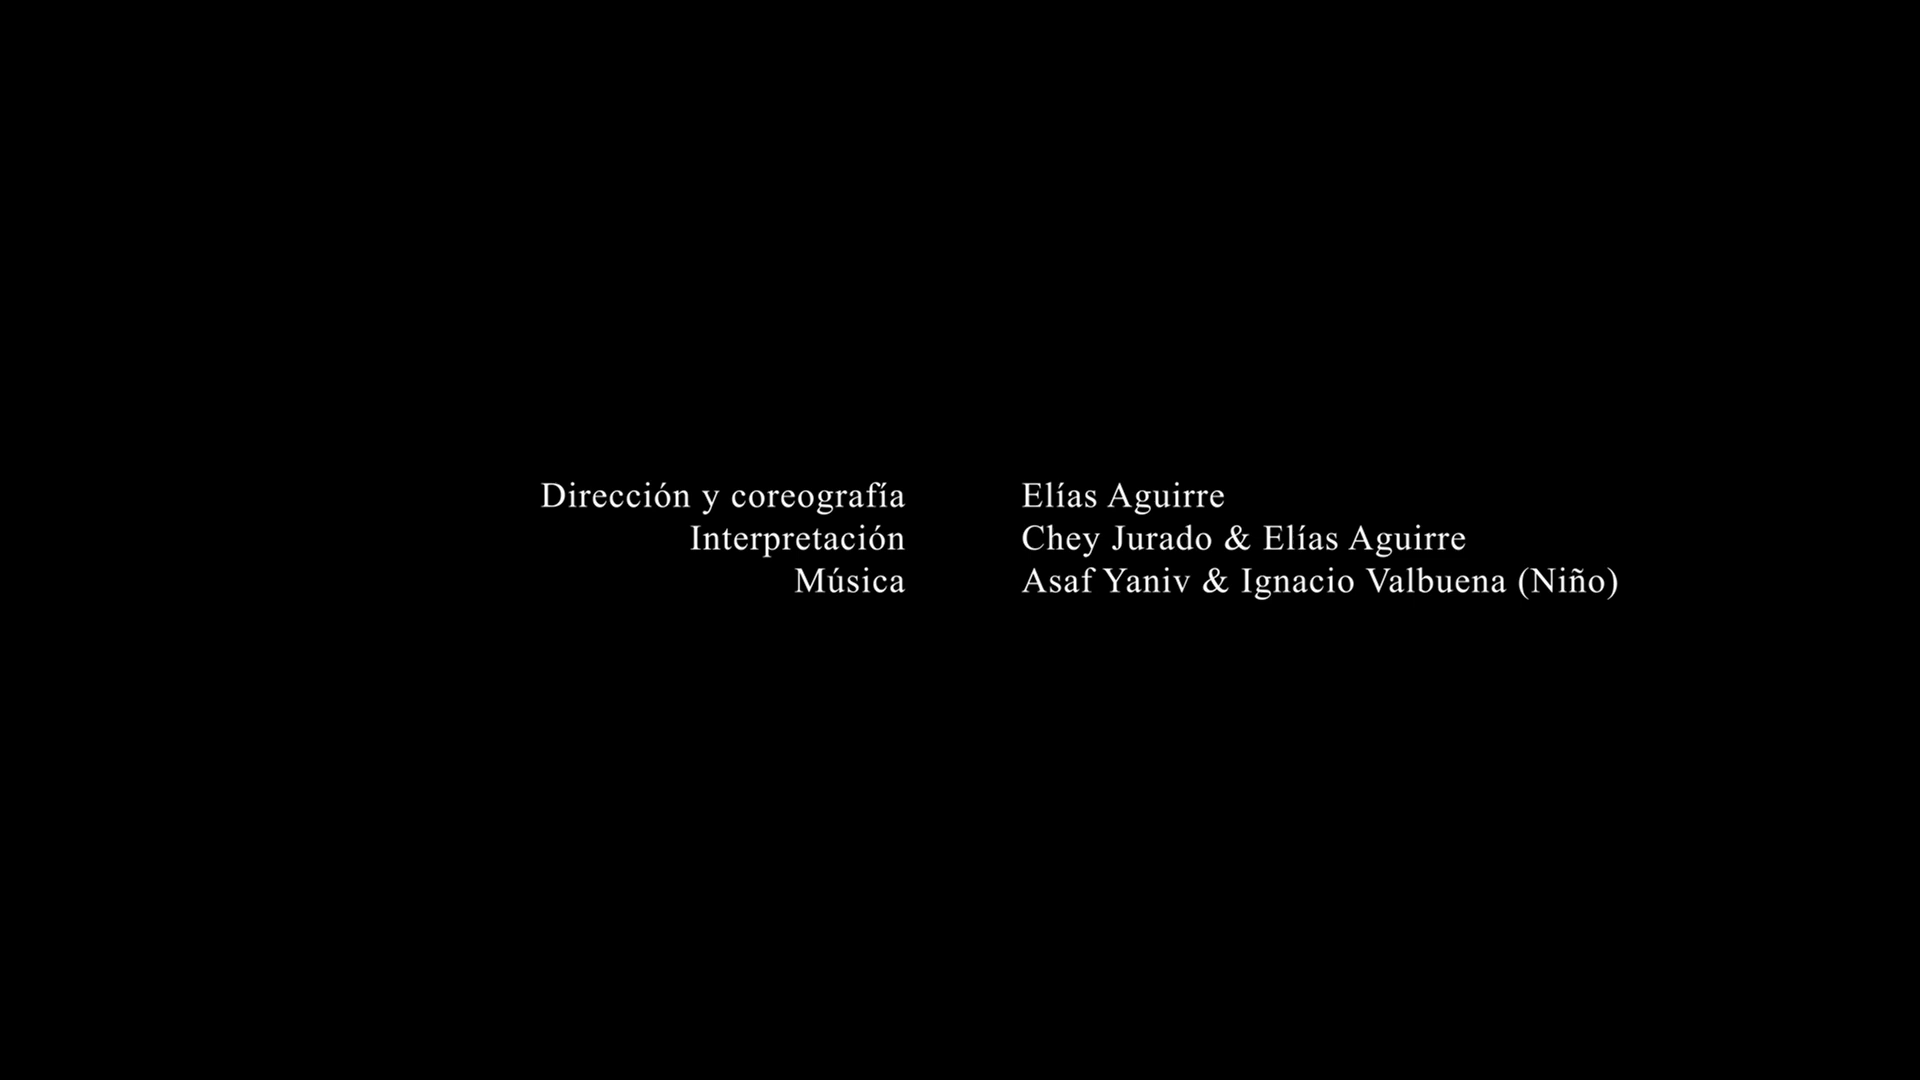 Dirección y coreografía Elías Aguirre
Interpretación Chey Jurado & Elías Aguirre
Música Asaf Yaniv & Ignacio Valbuena (Niño)